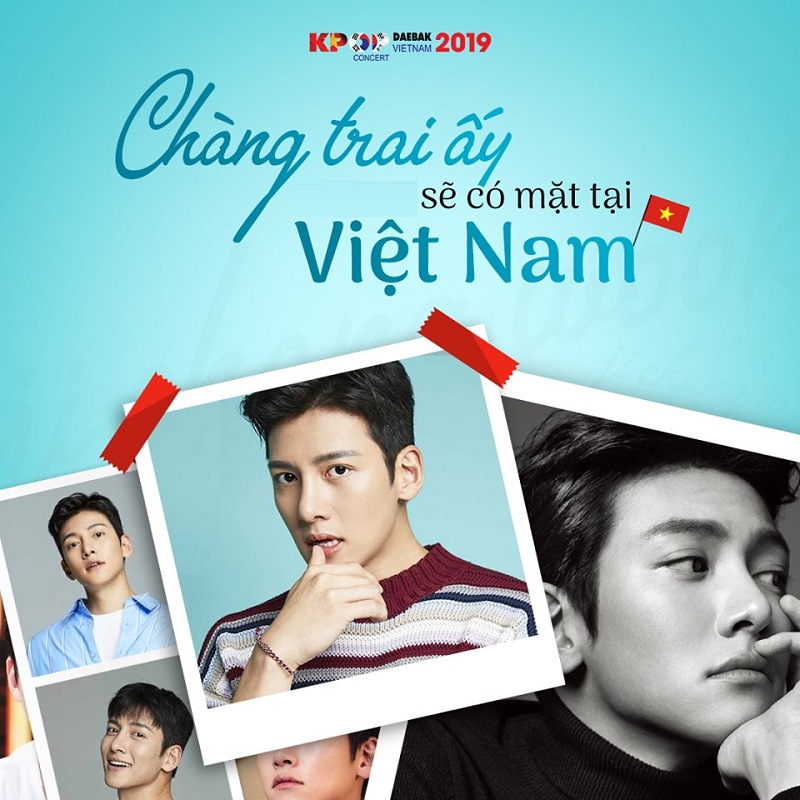 KPOP DAEBAK
CONCERT VIETNAM 2019
Chàng trai ấy
sẽ có mặt tại
Việt Nam